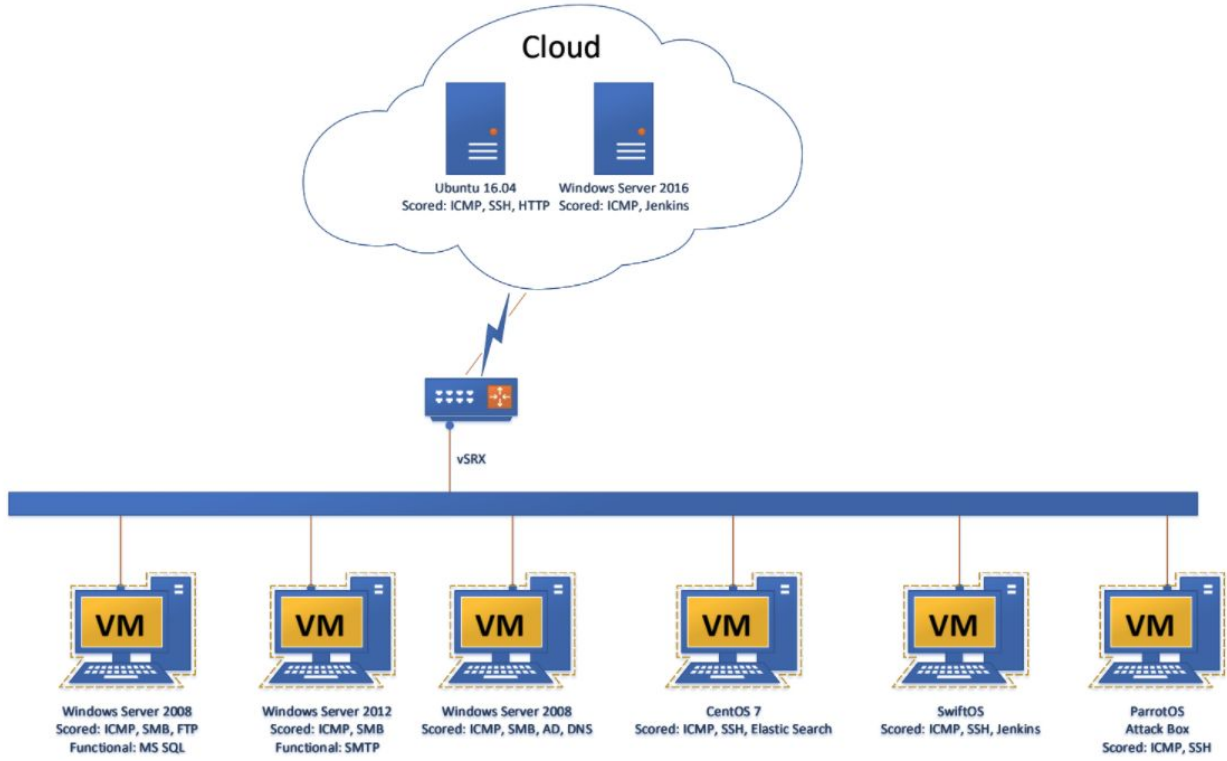 Cloud
Ubuntu 16.04
Scored: ICMP, SSH, HTTP
Windows Server 2016
Scored: ICMP, Jenkins
vSRX
VM
VM
VM
VM
VM
VM
Windows Server 2008
Scored: ICMP, SMB, FTP
Functional: MS SQL
Windows Server 2012
Scored: ICMP, SMB
Functional: SMTP
Windows Server 2008
Scored: ICMP, SMB, AD, DNS
CentOS 7
Scored: ICMP, SSH, Elastic Search
SwiftOS
Scored: ICMP, SSH, Jenkins
ParrotOS
Attack Box
Scored: ICMP, SSH